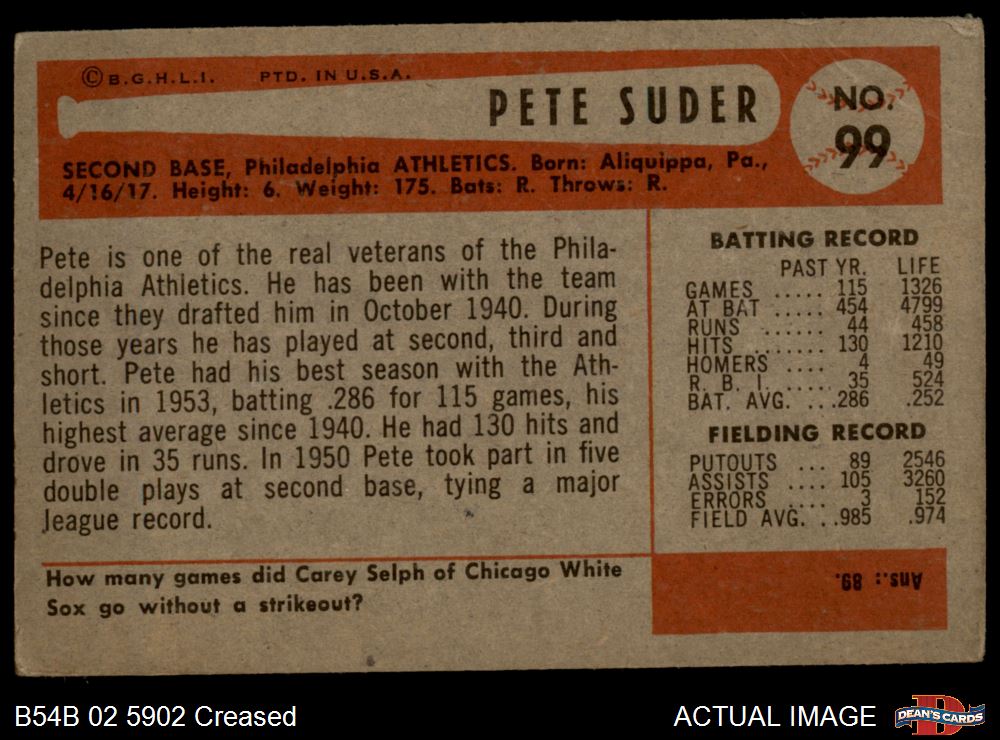 ©B.G.H.L.I. PTD. IN U.S.A.
PETE SUDER
NO.
99
SECOND BASE, Philadelphia ATHLETICS. Born: Aliquippa, Pa.,
4/16/17. Height: 6. Weight: 175. Bats: R. Throws: R.
Pete is one of the real veterans of the Phila-
delphia Athletics. He has been with the team
since they drafted him in October 1940. During
those years he has played at second, third and
short. Pete had his best season with the Ath-
letics in 1953, batting .286 for 115 games, his
highest average since 1940. He had 130 hits and
drove in 35 runs. In 1950 Pete took part in five
double plays at second base, tying a major
league record.
BATTING RECORD
PAST YR. LIFE
GAMES ..... 115 1326
AT BAT ..... 454 4799
RUNS ...... 44 458
HITS ....... 130 1210
HOMERS .... 4 49
R. B. I. ..... 35 524
BAT. AVG. ...286 .252
FIELDING RECORD
PUTOUTS ... 89 2546
ASSISTS .... 105 3260
ERRORS .... 3 152
FIELD AVG. ..985 .974
How many games did Carey Selph of Chicago White
Sox go without a strikeout?
Ans.: 89.
B54B 02 5902 Creased
ACTUAL IMAGE
D
DEAN'S CARDS